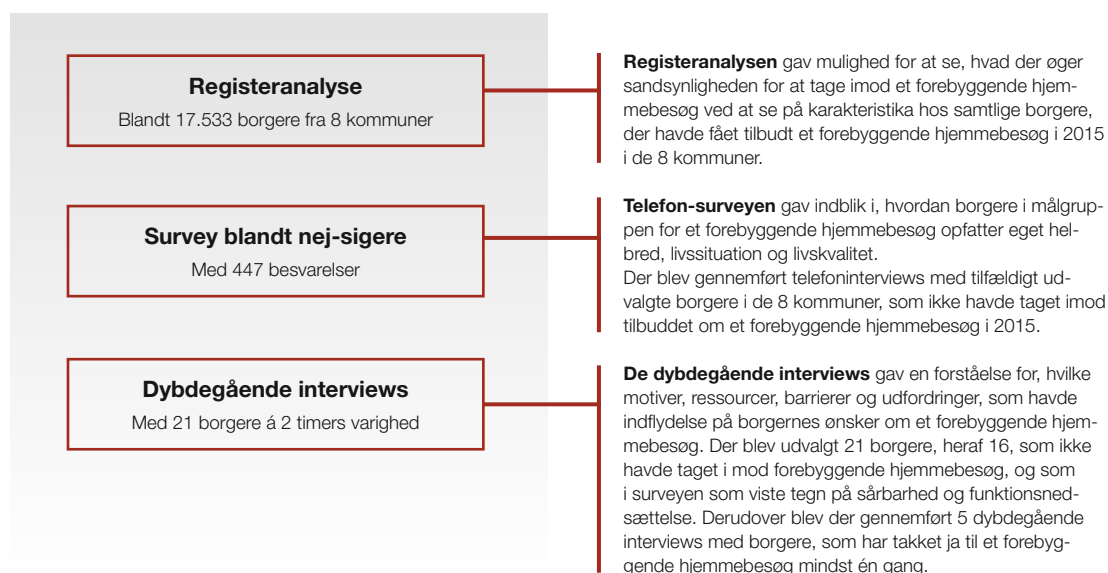 Registeranalyse
Blandt 17.533 borgere fra 8 kommuner
Registeranalysen gav mulighed for at se, hvad der øger
sandsynligheden for at tage imod et forebyggende hjem-
mebesøg ved at se på karakteristika hos samtlige borgere,
der havde fået tilbudt et forebyggende hjemmebesøg i 2015
i de 8 kommuner.
Survey blandt nej-sigere
Med 447 besvarelser
Telefon-surveyen gav indblik i, hvordan borgere i målgrup-
pen for et forebyggende hjemmebesøg opfatter eget hel-
bred, livssituation og livskvalitet.
Der blev gennemført telefoninterviews med tilfældigt ud-
valgte borgere i de 8 kommuner, som ikke havde taget imod
tilbuddet om et forebyggende hjemmebesøg i 2015.
Dybdegående interviews
Med 21 borgere á 2 timers varighed
De dybdegående interviews gav en forståelse for, hvilke
motiver, ressourcer, barrierer og udfordringer, som havde
indflydelse på borgernes ønsker om et forebyggende hjem-
mebesøg. Der blev udvalgt 21 borgere, heraf 16, som ikke
havde taget i mod forebyggende hjemmebesøg, og som
i surveyen som viste tegn på sårbarhed og funktionsned-
sættelse. Derudover blev der gennemført 5 dybdegående
interviews med borgere, som har takket ja til et forebyg-
gende hjemmebesøg mindst én gang.